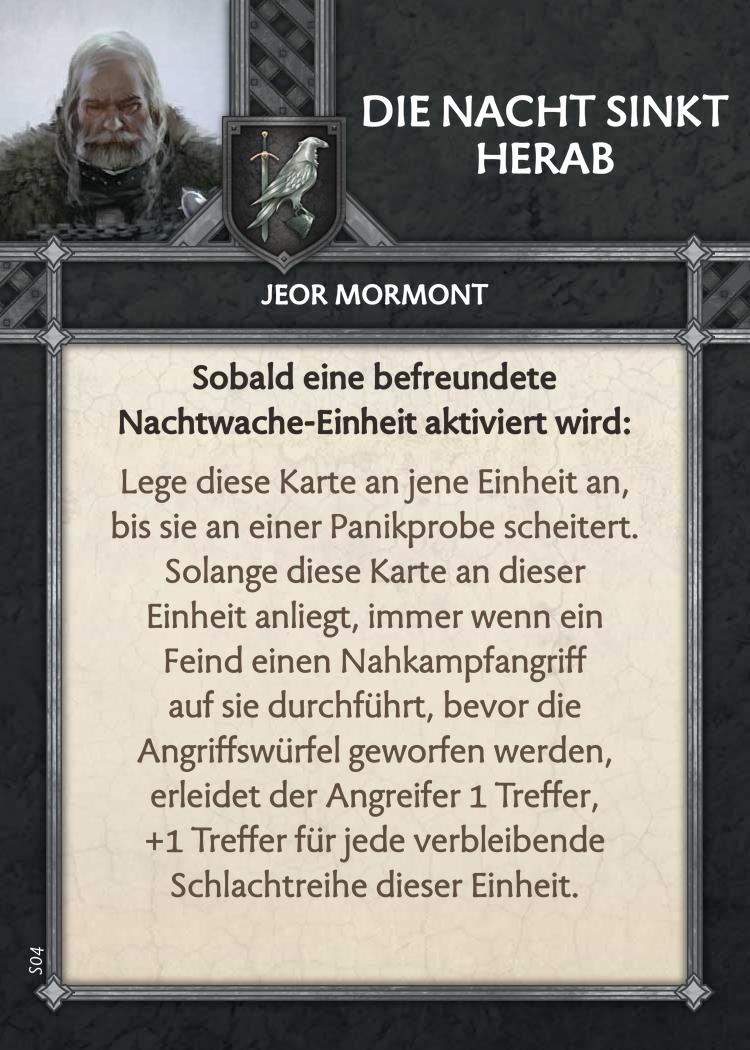 DIE NACHT SINKT
HERAB
JEOR MORMONT
Sobald eine befreundete
Nachtwache-Einheit aktiviert wird:
Lege diese Karte an jene Einheit an,
bis sie an einer Panikprobe scheitert.
Solange diese Karte an dieser
Einheit anliegt, immer wenn ein
Feind einen Nahkampfangriff
auf sie durchführt, bevor die
Angriffswürfel geworfen werden,
erleidet der Angreifer 1 Treffer,
+1 Treffer für jede verbleibende
Schlachtreihe dieser Einheit.
S04